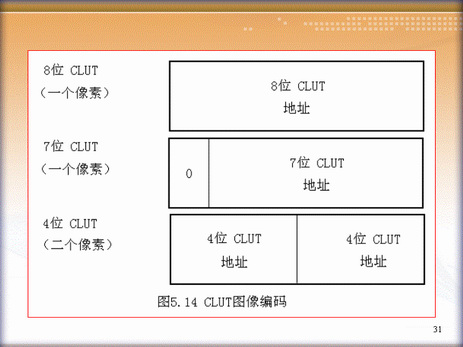 8位 CLUT
（一个像素）
8位 CLUT
地址
7位 CLUT
（一个像素）
0
7位 CLUT
地址
4位 CLUT
（二个像素）
4位 CLUT
地址
4位 CLUT
地址
图5.14 CLUT图像编码
31